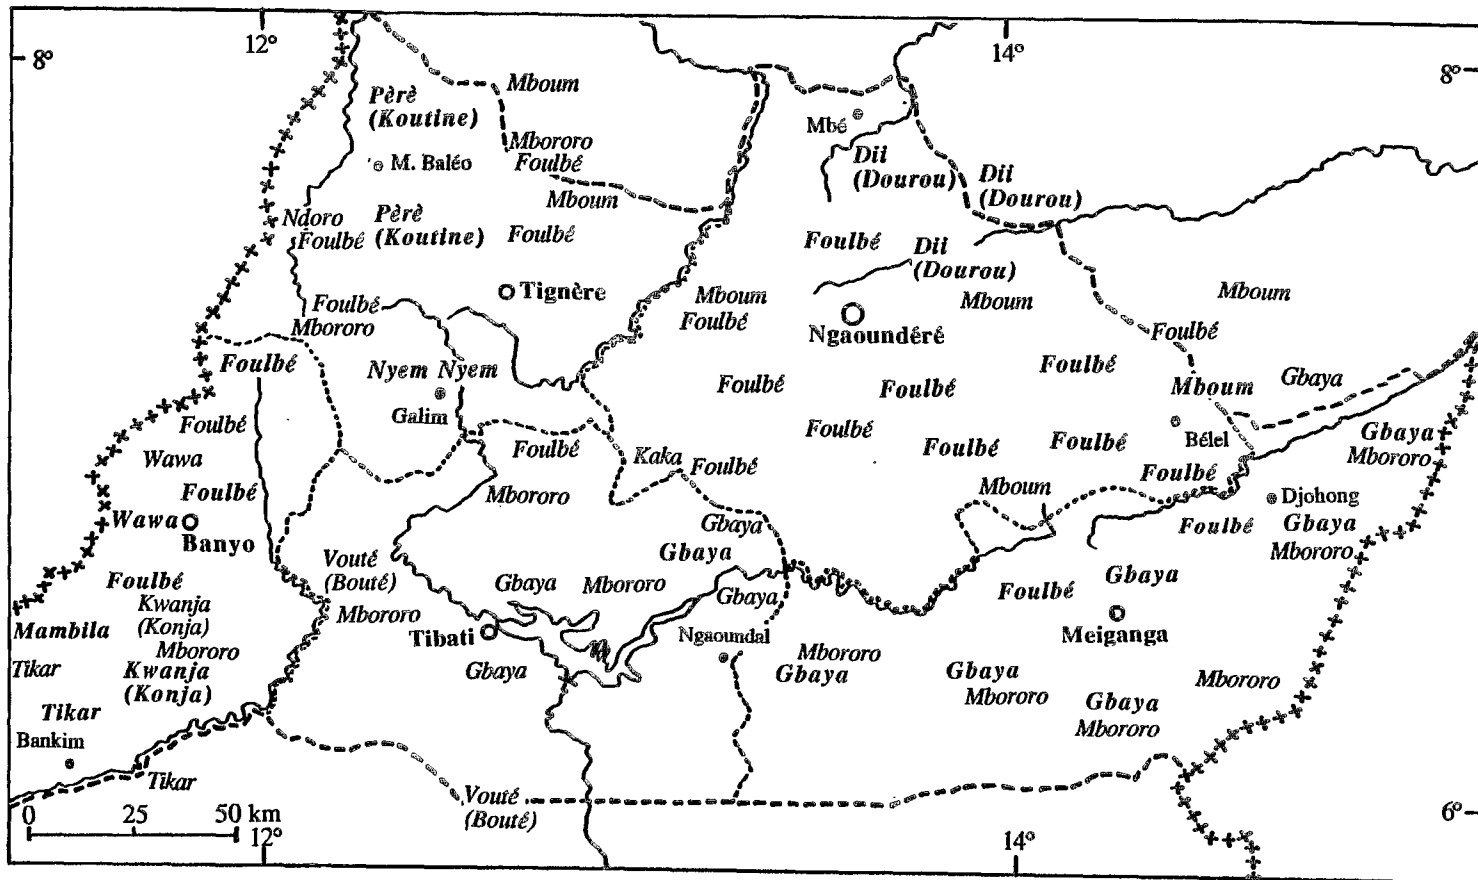 12°
14°
8°
8°
Mboum
Père
(Koutine)
Mbé
Mbororo
Foulbé
M. Baléo
Dii
(Dourou)
Dii
(Dourou)
Mboum
Ndoro
Foulbé
Père
(Koutine)
Foulbé
Foulbé
Dii
(Dourou)
Tignère
Mboum
Foulbé
Mboum
Mboum
Foulbé
Mbororo
Ngaoundéré
Foulbé
Foulbé
Nyem Nyem
Galim
Foulbé
Foulbé
Foulbé
Mboum
Gbaya
Foulbé
Foulbé
Foulbé
Foulbé
Foulbé
Bélel
Gbaya
Mbororo
Wawa
Kaka
Foulbé
Foulbé
Foulbé
Mbororo
Mboum
Djohong
Wawa
Banyo
Gbaya
Foulbé
Gbaya
Mbororo
Vouté
(Bouté)
Gbaya
Foulbé
Gbaya
Mbororo
Gbaya
Foulbé
Gbaya
Kwanja
(Konja)
Mbororo
Mambila
Tibati
Ngaoundal
Meiganga
Mbororo
Tikar
Kwanja
(Konja)
Gbaya
Mbororo
Gbaya
Gbaya
Mbororo
Mbororo
Gbaya
Mbororo
Tikar
Bankim
Tikar
Vouté
(Bouté)
0 25 50 km
12°
14°
6°